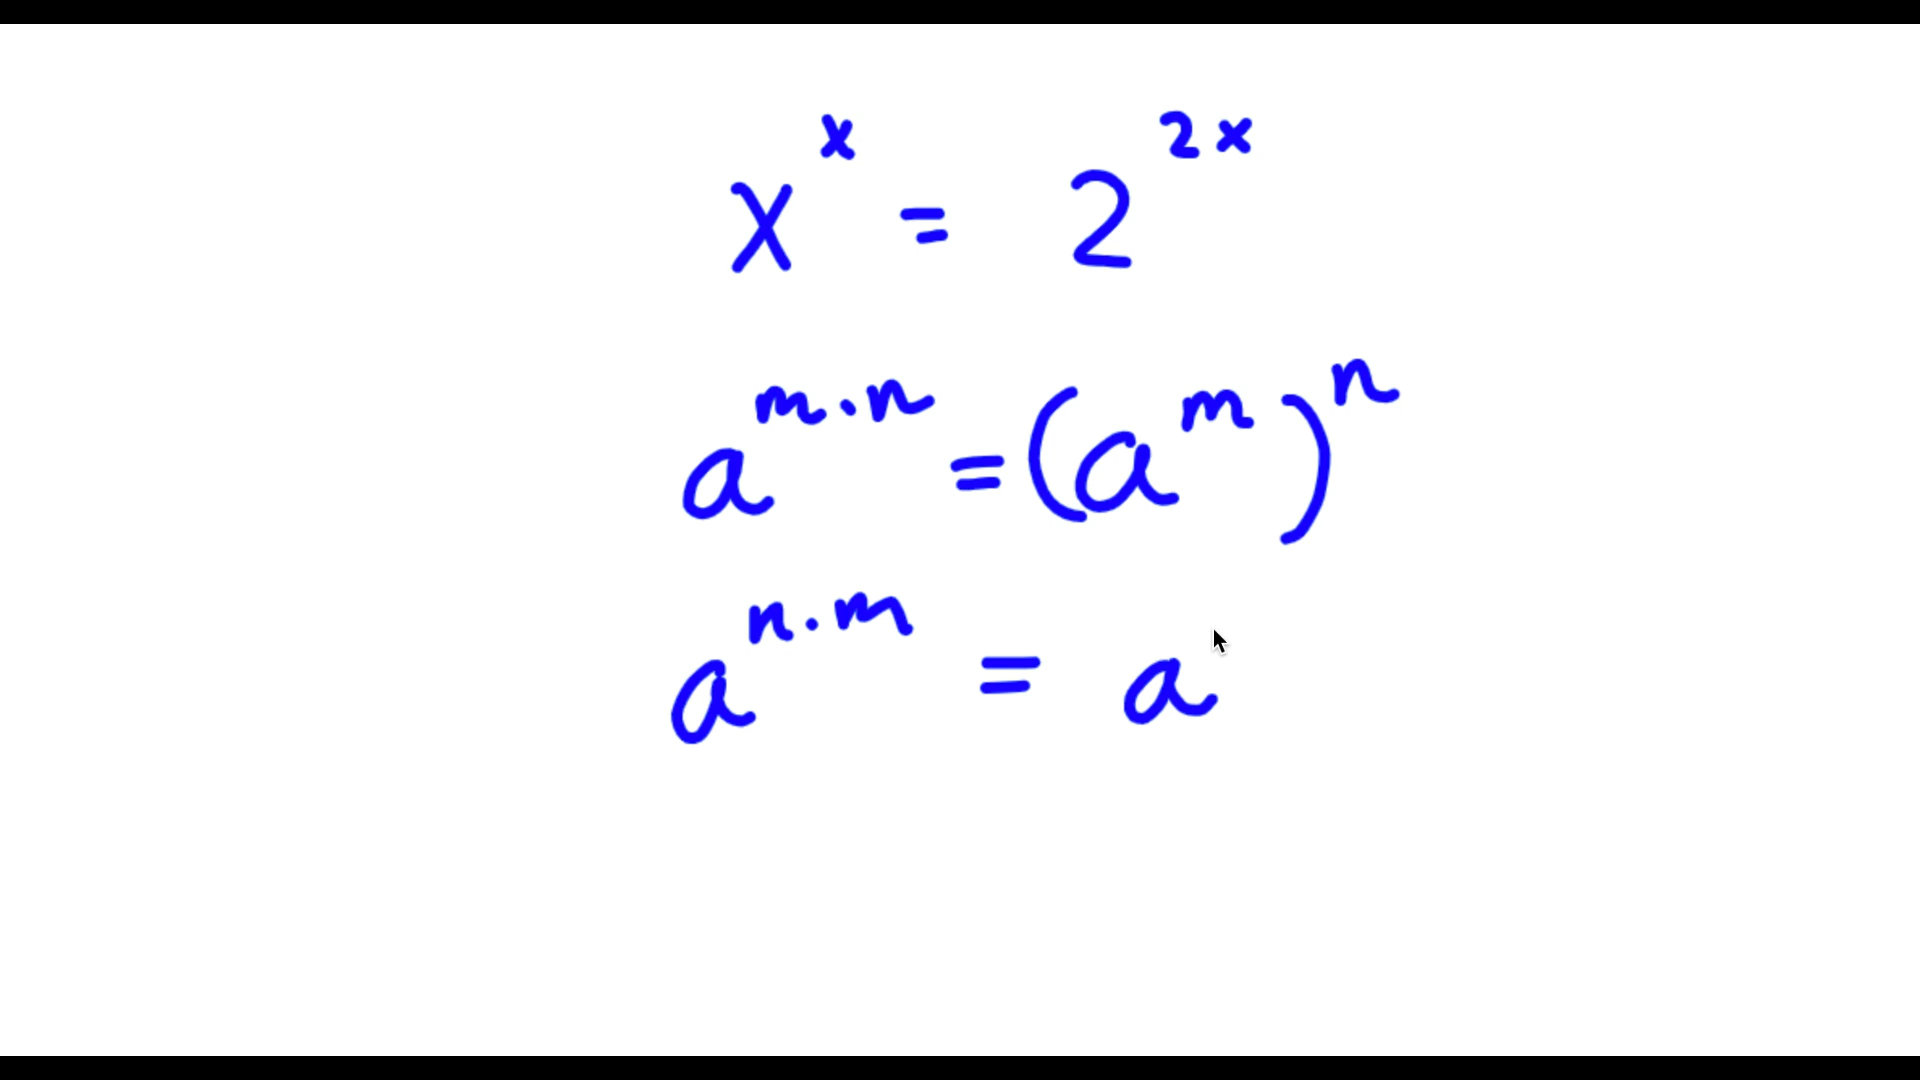 x^x = 2^{2x}
a^{m·n} = (a^m)^n
a^{n·m} = a